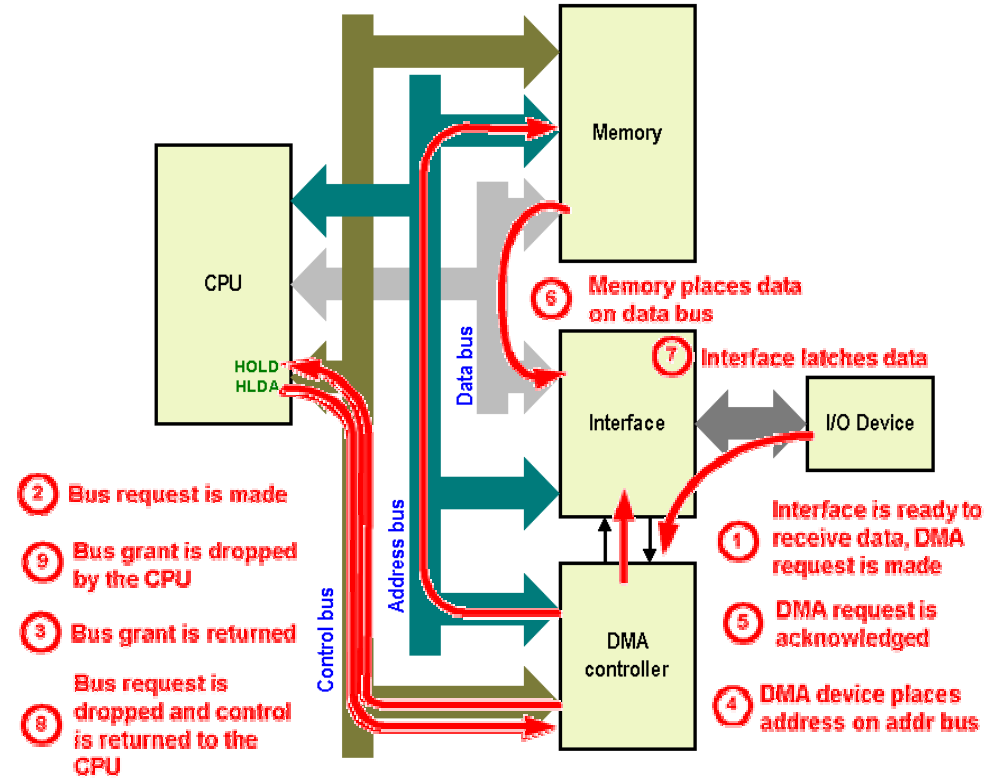 Memory
CPU
6
Memory places data
on data bus
7
Interface latches data
HOLD
HLDA
Data bus
Interface
I/O Device
2
Bus request is made
9
Bus grant is dropped
by the CPU
3
Bus grant is returned
8
Bus request is
dropped and control
is returned to the
CPU
Control bus
Address bus
1
Interface is ready to
receive data, DMA
request is made
5
DMA request is
acknowledged
DMA
controller
4
DMA device places
address on addr bus